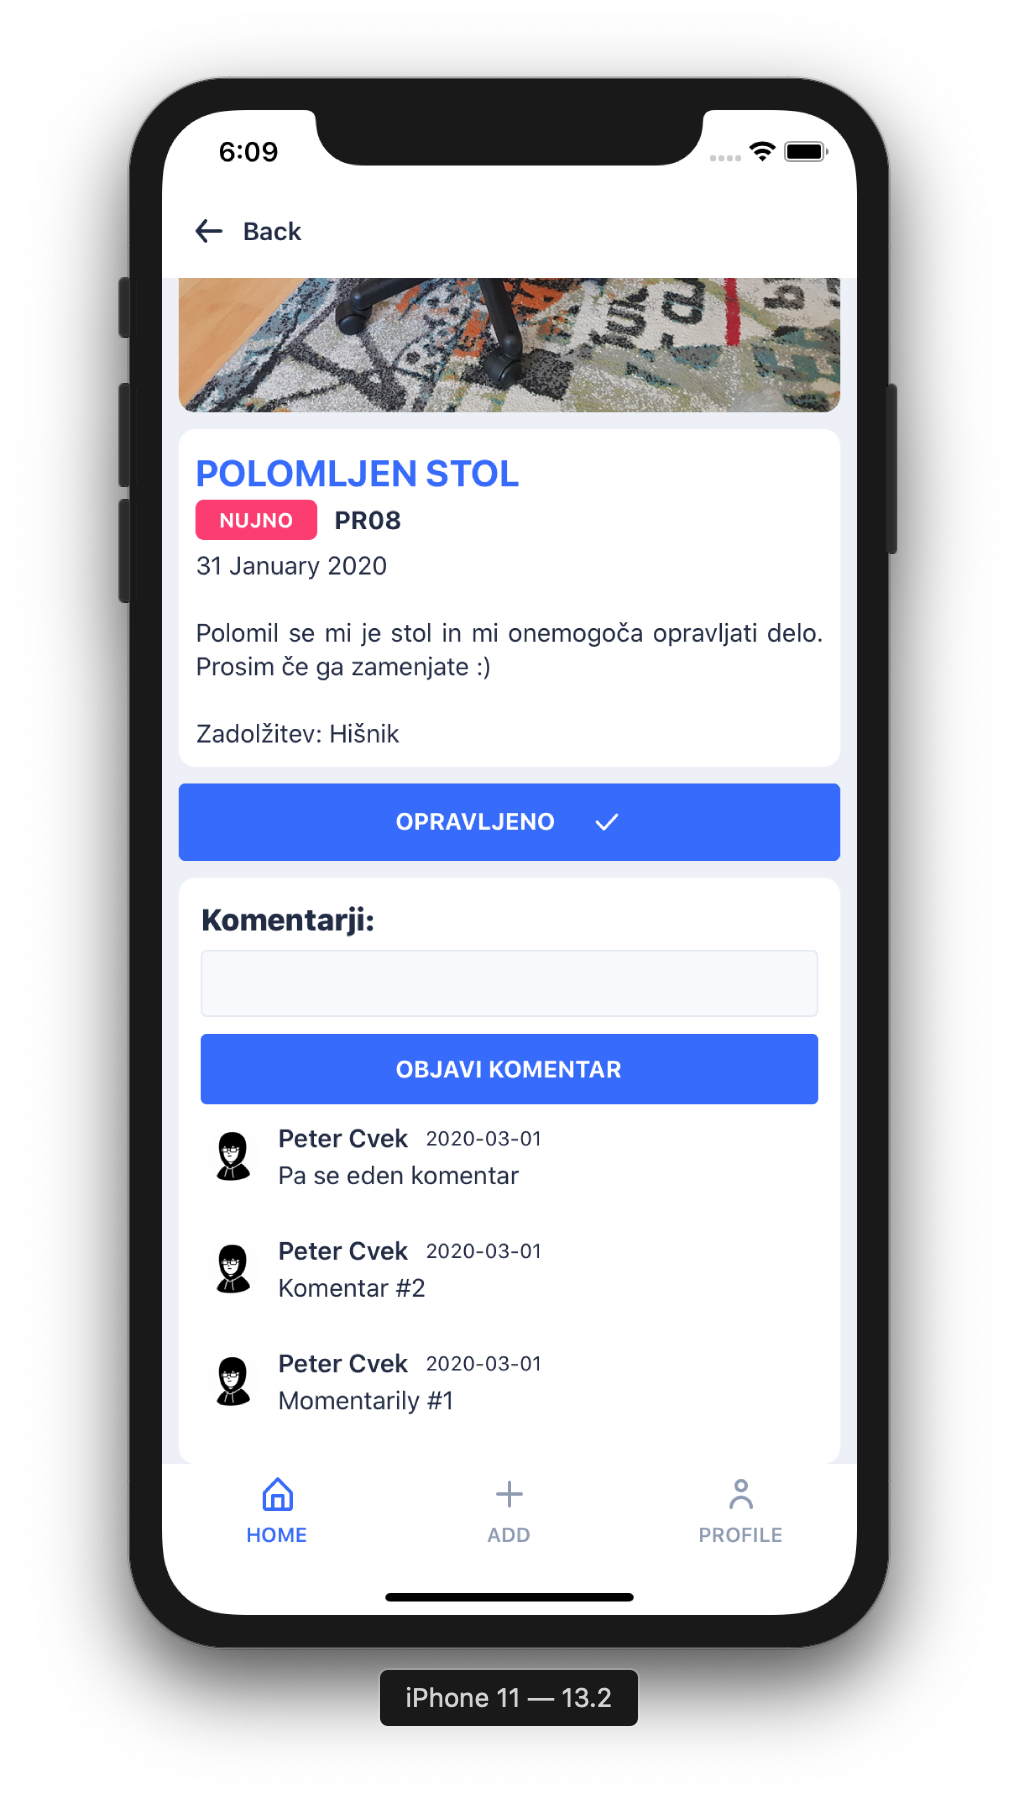 6:09
Back
POLOMLJEN STOL
NUJNO PR08
31 January 2020
Polomil se mi je stol in mi onemogoča opravljati delo.
Prosim če ga zamenjate :)
Zadolžitev: Hišnik
OPRAVLJENO
Komentarji:
OBJAVI KOMENTAR
Peter Cvek 2020-03-01
Pa se eden komentar
Peter Cvek 2020-03-01
Komentar #2
Peter Cvek 2020-03-01
Momentarily #1
HOME ADD PROFILE
iPhone 11 — 13.2